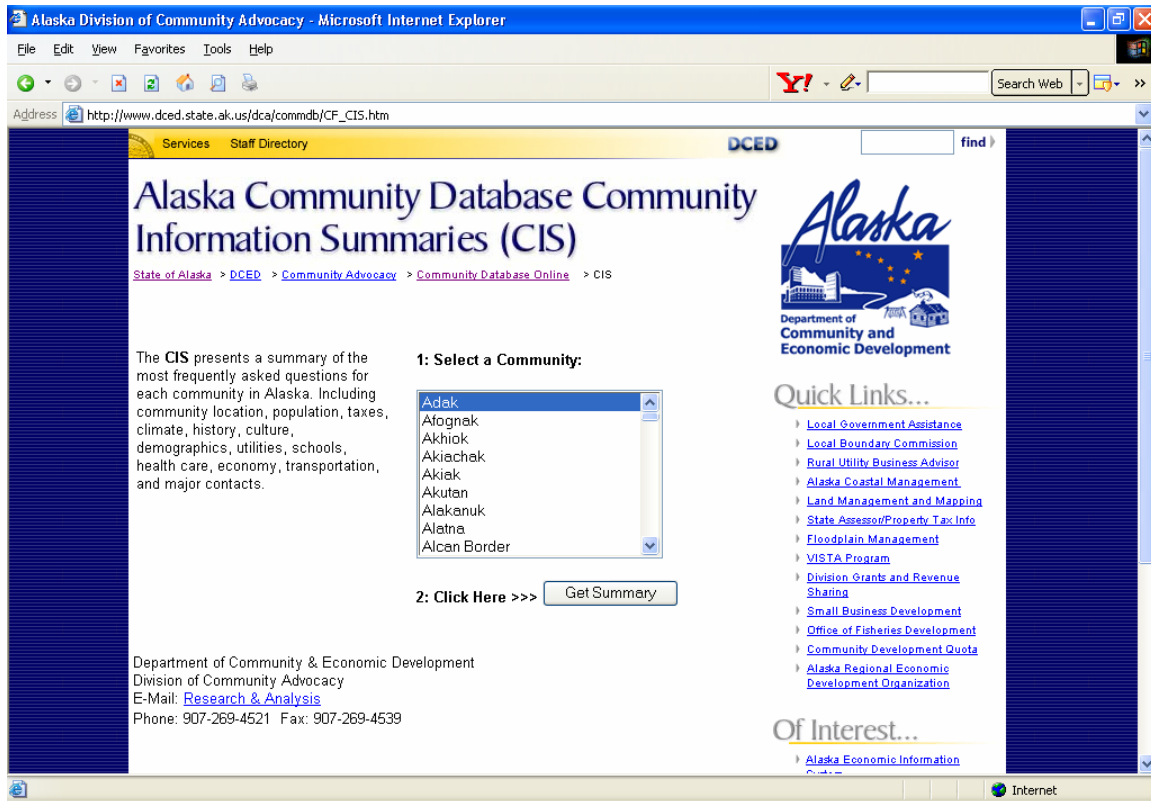 Alaska Division of Community Advocacy - Microsoft Internet Explorer
File Edit View Favorites Tools Help
Y! Search Web
Address http://www.dced.state.ak.us/dca/commdb/CF_CIS.htm
Services Staff Directory DCED find
Alaska Community Database Community
Information Summaries (CIS)
State of Alaska > DCED > Community Advocacy > Community Database Online > CIS
Alaska
Department of
Community and
Economic Development
The CIS presents a summary of the
most frequently asked questions for
each community in Alaska. Including
community location, population, taxes,
climate, history, culture,
demographics, utilities, schools,
health care, economy, transportation,
and major contacts.
1: Select a Community:
Adak
Afognak
Akhiok
Akiachak
Akiak
Akutan
Alakanuk
Alatna
Alcan Border
2: Click Here >>> Get Summary
Department of Community & Economic Development
Division of Community Advocacy
E-Mail: Research & Analysis
Phone: 907-269-4521 Fax: 907-269-4539
Quick Links...
Local Government Assistance
Local Boundary Commission
Rural Utility Business Advisor
Alaska Coastal Management
Land Management and Mapping
State Assessor/Property Tax Info
Floodplain Management
VISTA Program
Division Grants and Revenue
Sharing
Small Business Development
Office of Fisheries Development
Community Development Quota
Alaska Regional Economic
Development Organization
Of Interest...
Alaska Economic Information
Internet